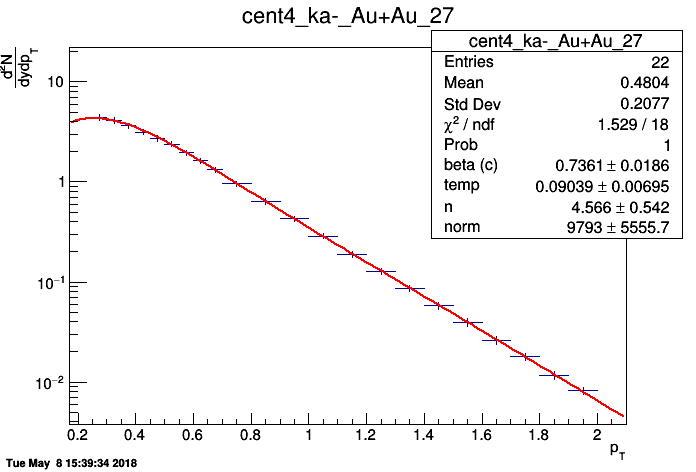 cent4_ka-_Au+Au_27
cent4_ka-_Au+Au_27
Entries 22
Mean 0.4804
Std Dev 0.2077
χ² / ndf 1.529 / 18
Prob 1
beta (c) 0.7361 ± 0.0186
temp 0.09039 ± 0.00695
n 4.566 ± 0.542
norm 9793 ± 5555.7
d²N
dydp_T
10
1
10⁻¹
10⁻²
0.2 0.4 0.6 0.8 1 1.2 1.4 1.6 1.8 2
p_T
Tue May 8 15:39:34 2018